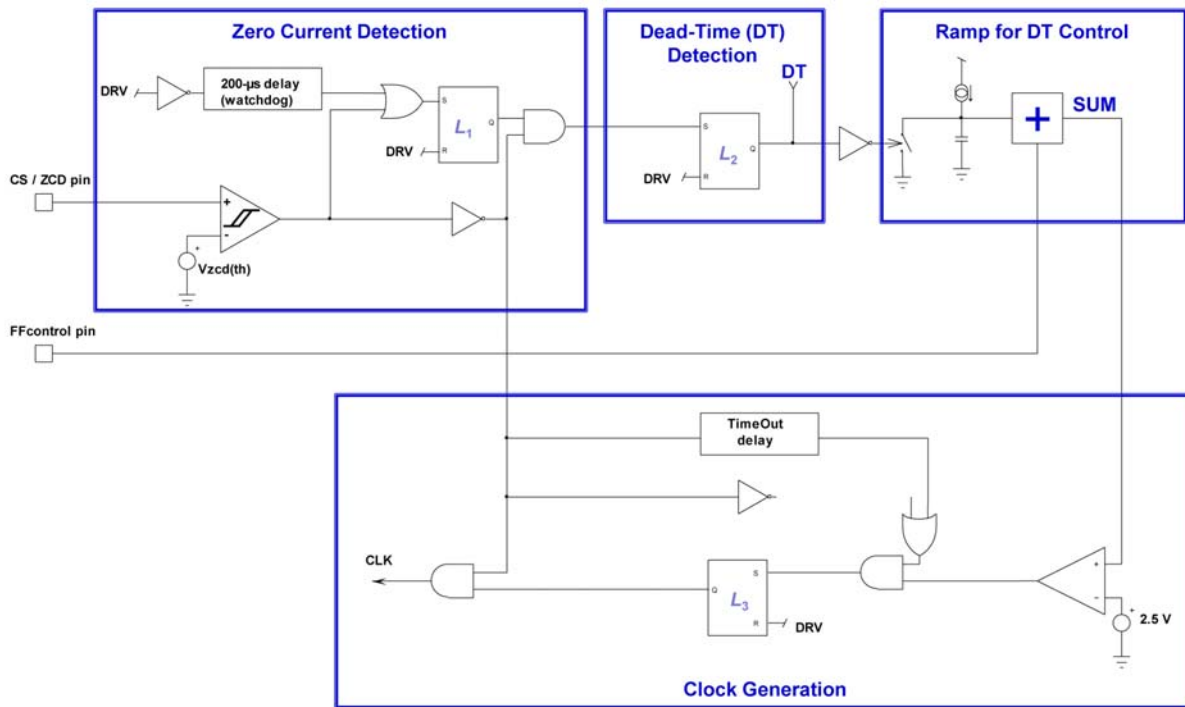 Zero Current Detection
Dead-Time (DT)
Detection
Ramp for DT Control
DRV
200-µs delay
(watchdog)
S
L1
Q
R
DRV
DT
S
L2
Q
R
DRV
+
SUM
CS / ZCD pin
+
-
+
Vzcd(th)
FFcontrol pin
TimeOut
delay
CLK
S
Q
L3
R
DRV
+
-
+
2.5 V
Clock Generation